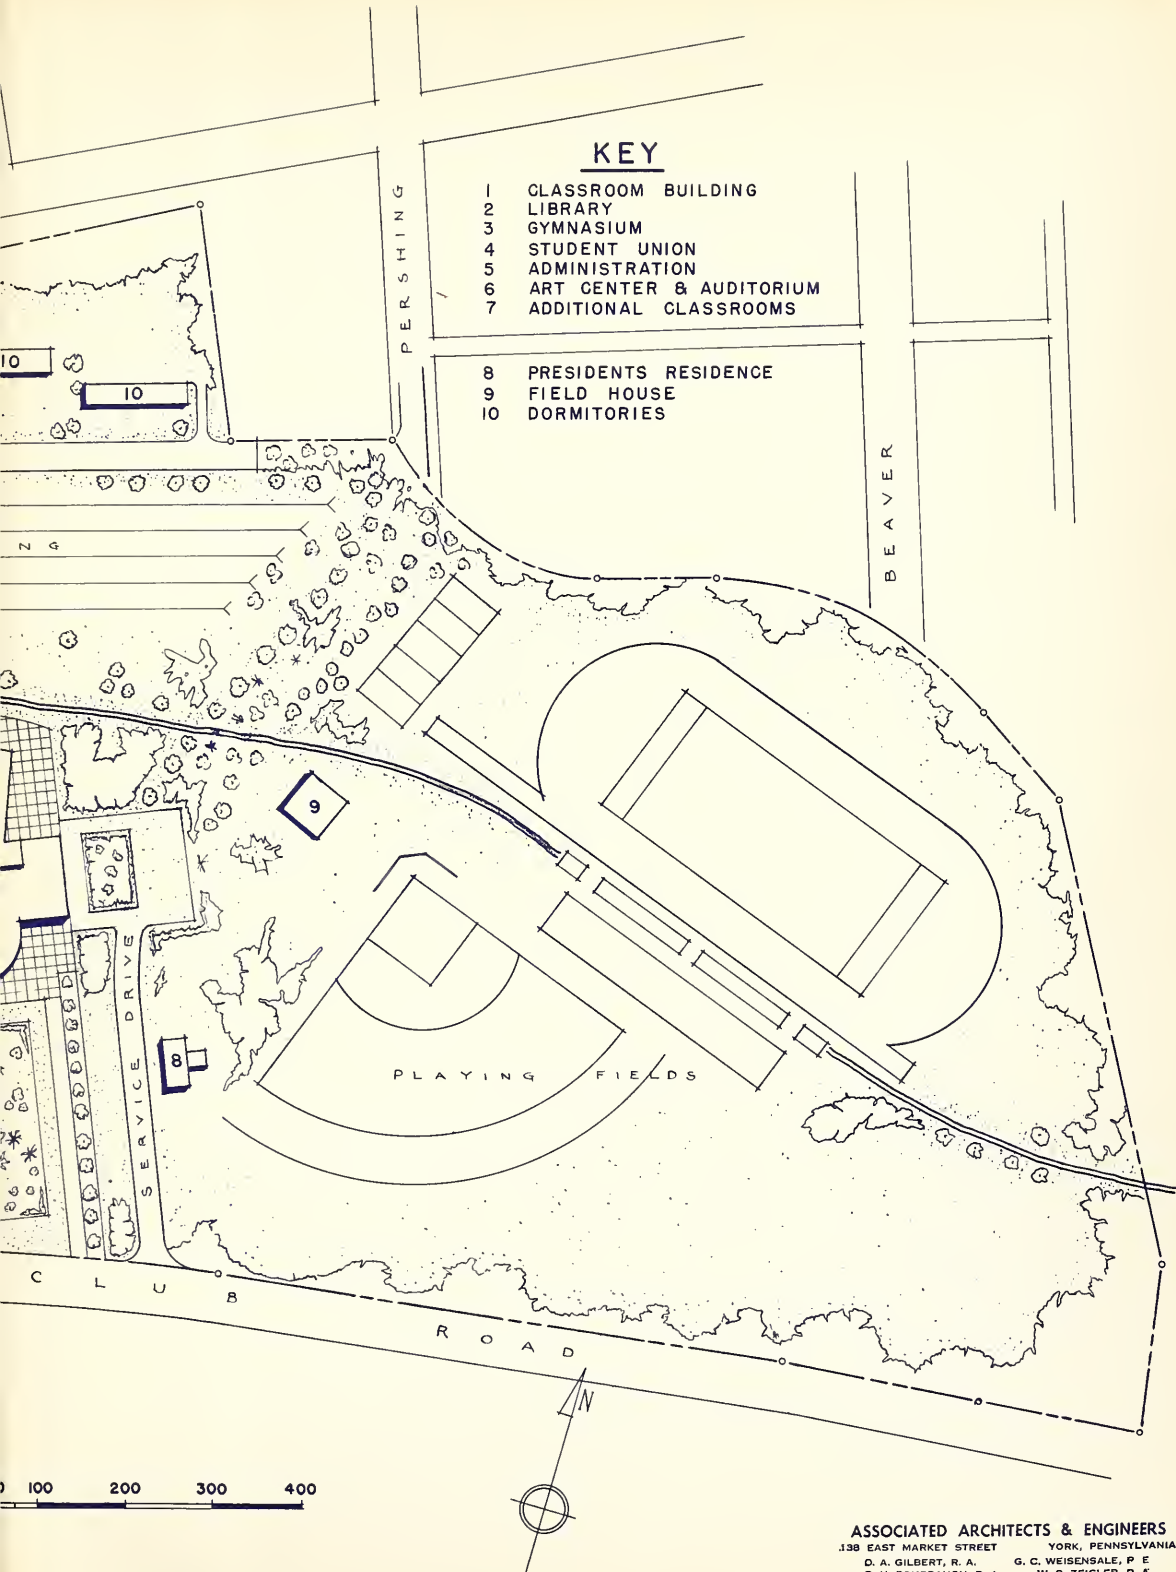 KEY
1 CLASSROOM BUILDING
2 LIBRARY
3 GYMNASIUM
4 STUDENT UNION
5 ADMINISTRATION
6 ART CENTER & AUDITORIUM
7 ADDITIONAL CLASSROOMS
8 PRESIDENTS RESIDENCE
9 FIELD HOUSE
10 DORMITORIES
PERSHING
BEAVER
10
10
NG
9
8
SERVICE DRIVE
PLAYING FIELDS
CLUB ROAD
N
100 200 300 400
ASSOCIATED ARCHITECTS & ENGINEERS
138 EAST MARKET STREET YORK, PENNSYLVANIA
D. A. GILBERT, R. A. G. C. WEISENSALE, P E